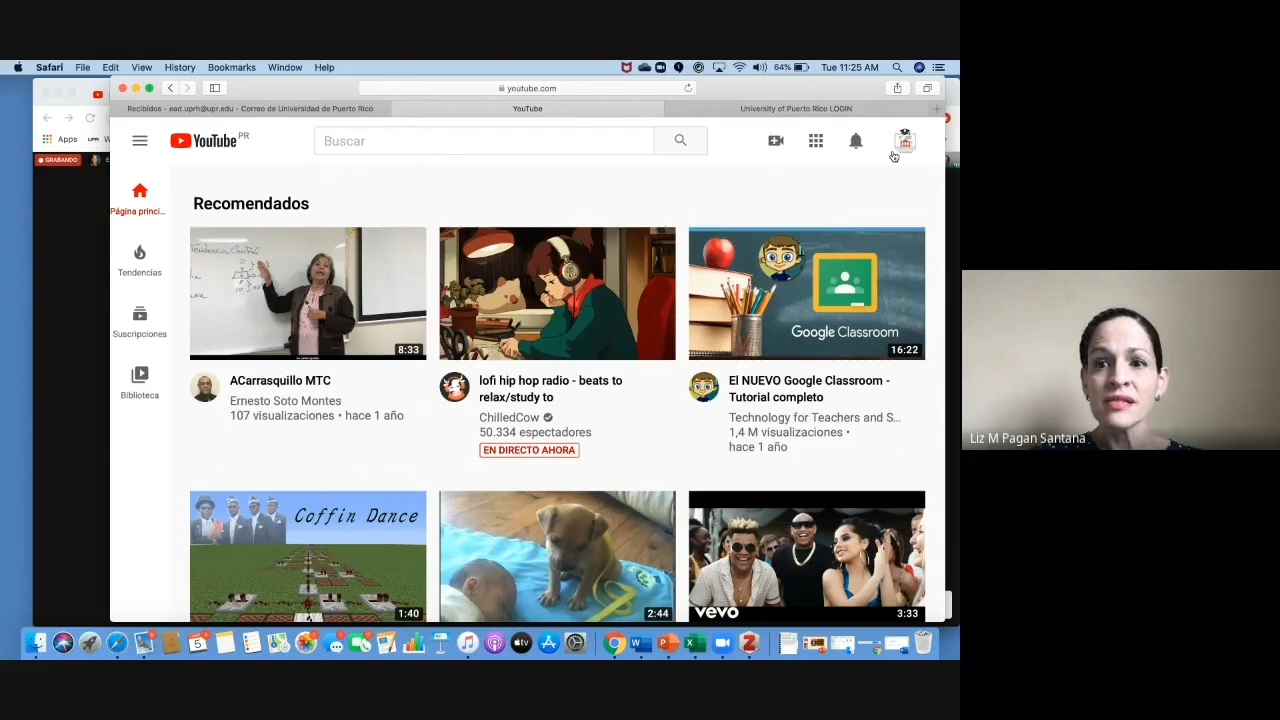 Safari File Edit View History Bookmarks Window Help
64% Tue 11:25 AM
youtube.com
Recibidos - ead.uprh@upr.edu - Correo de Universidad de Puerto Rico
YouTube
University of Puerto Rico LOGIN
Apps
GRABANDO
YouTube PR
Buscar
Página princi...
Tendencias
Suscripciones
Biblioteca
Recomendados
Tendencia Central
8:33
Google Classroom
16:22
ACarrasquillo MTC
Ernesto Soto Montes
107 visualizaciones • hace 1 año
lofi hip hop radio - beats to
relax/study to
ChilledCow
50.334 espectadores
EN DIRECTO AHORA
El NUEVO Google Classroom -
Tutorial completo
Technology for Teachers and S...
1,4 M visualizaciones •
hace 1 año
Coffin Dance
1:40
2:44
vevo
3:33
Liz M Pagan Santana